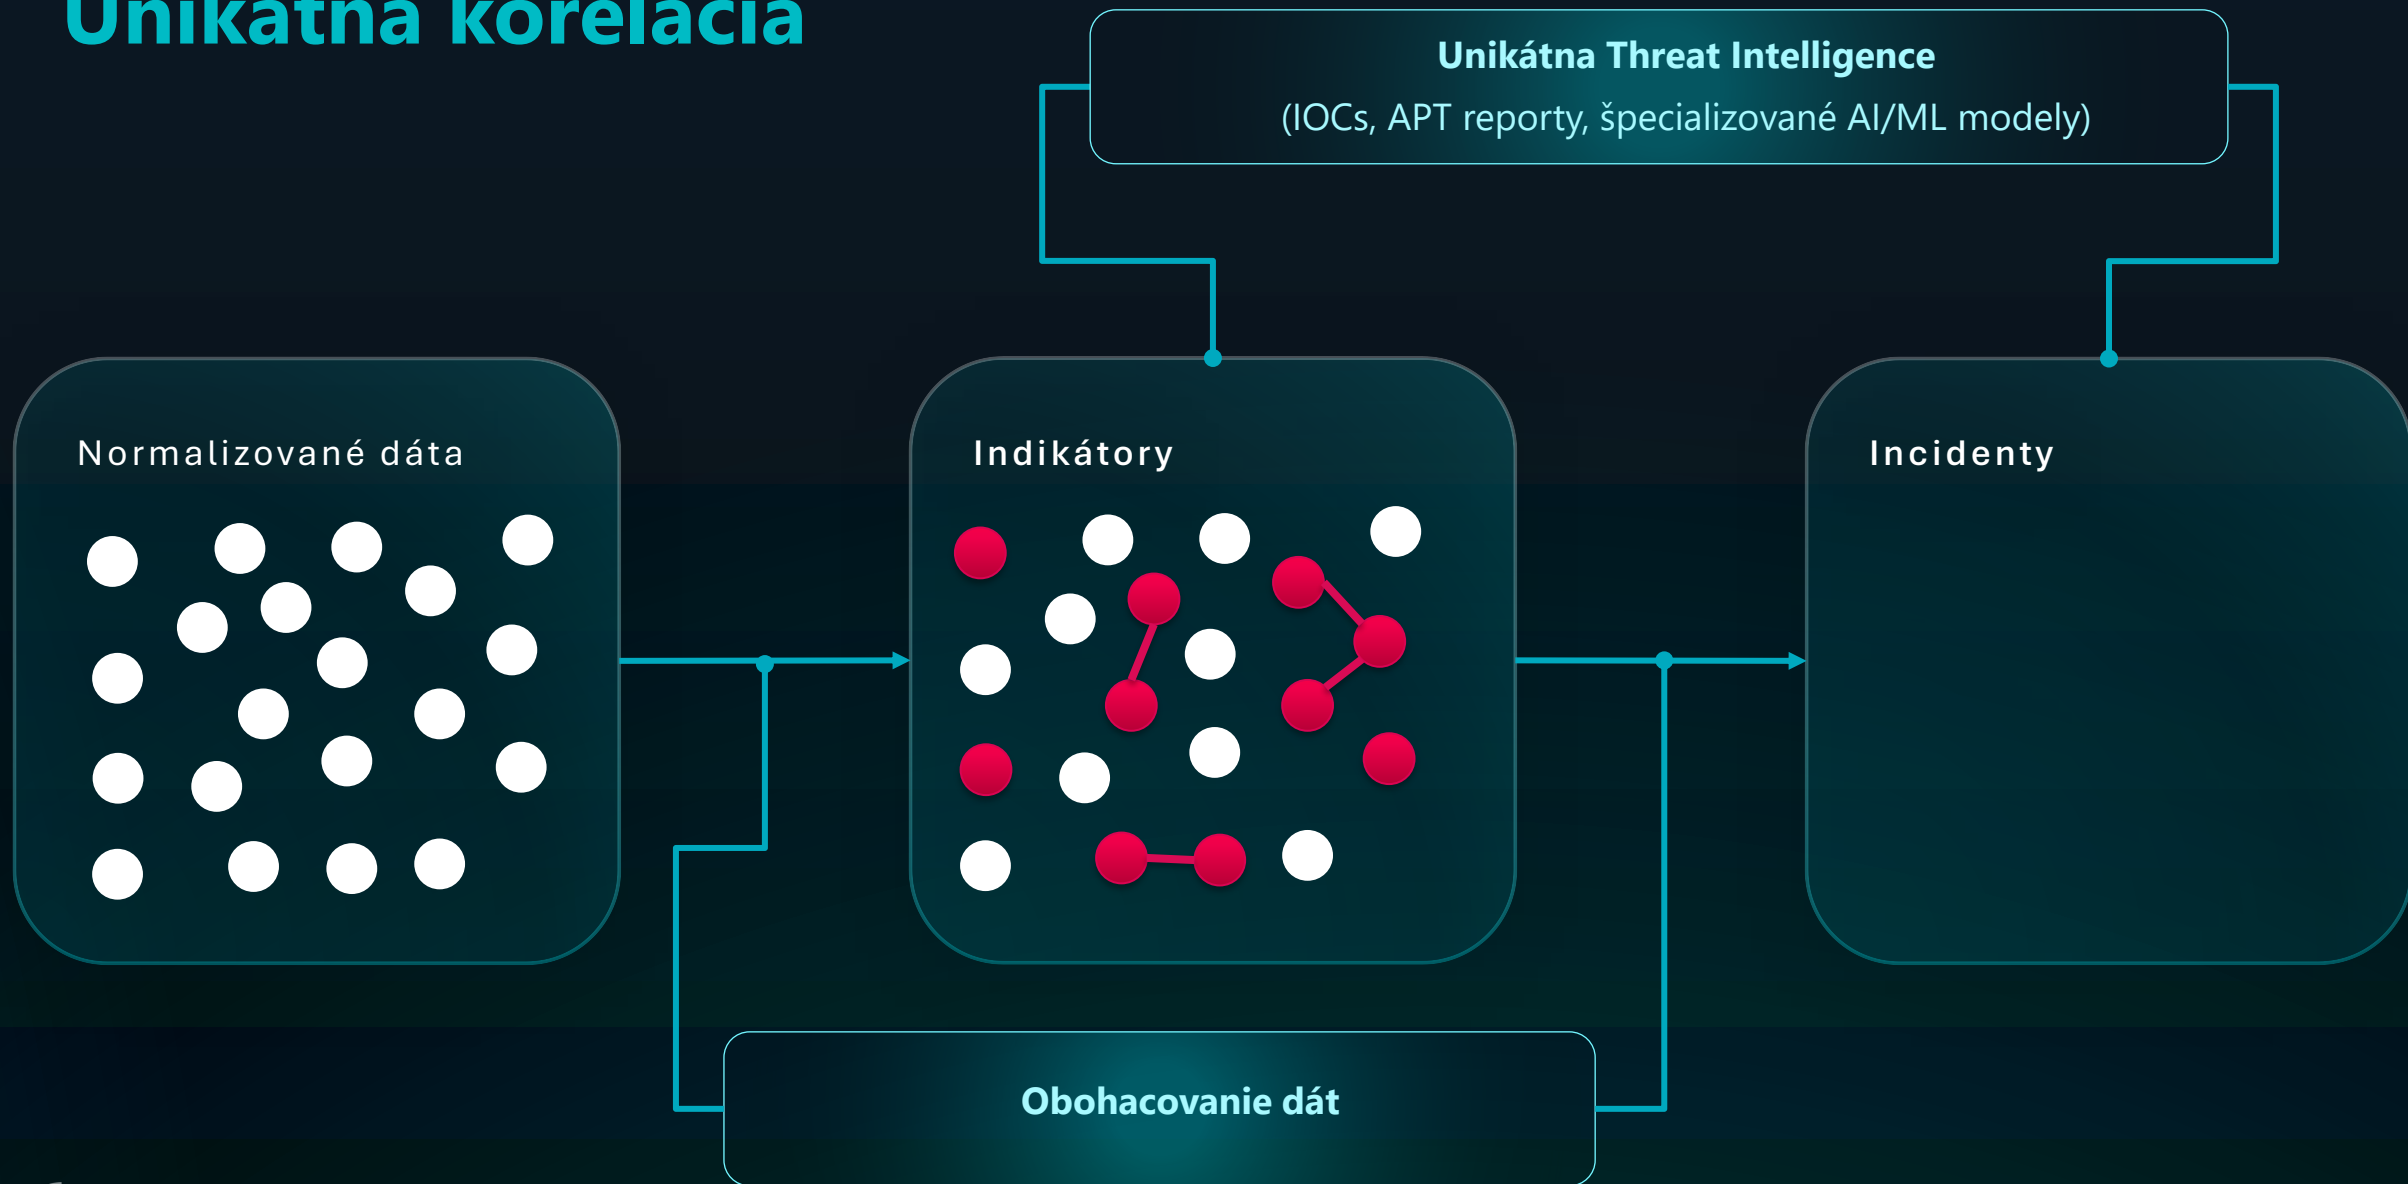 Unikátna korelácia
Unikátna Threat Intelligence
(IOCs, APT reporty, špecializované AI/ML modely)
Normalizované dáta
Indikátory
Incidenty
Obohacovanie dát